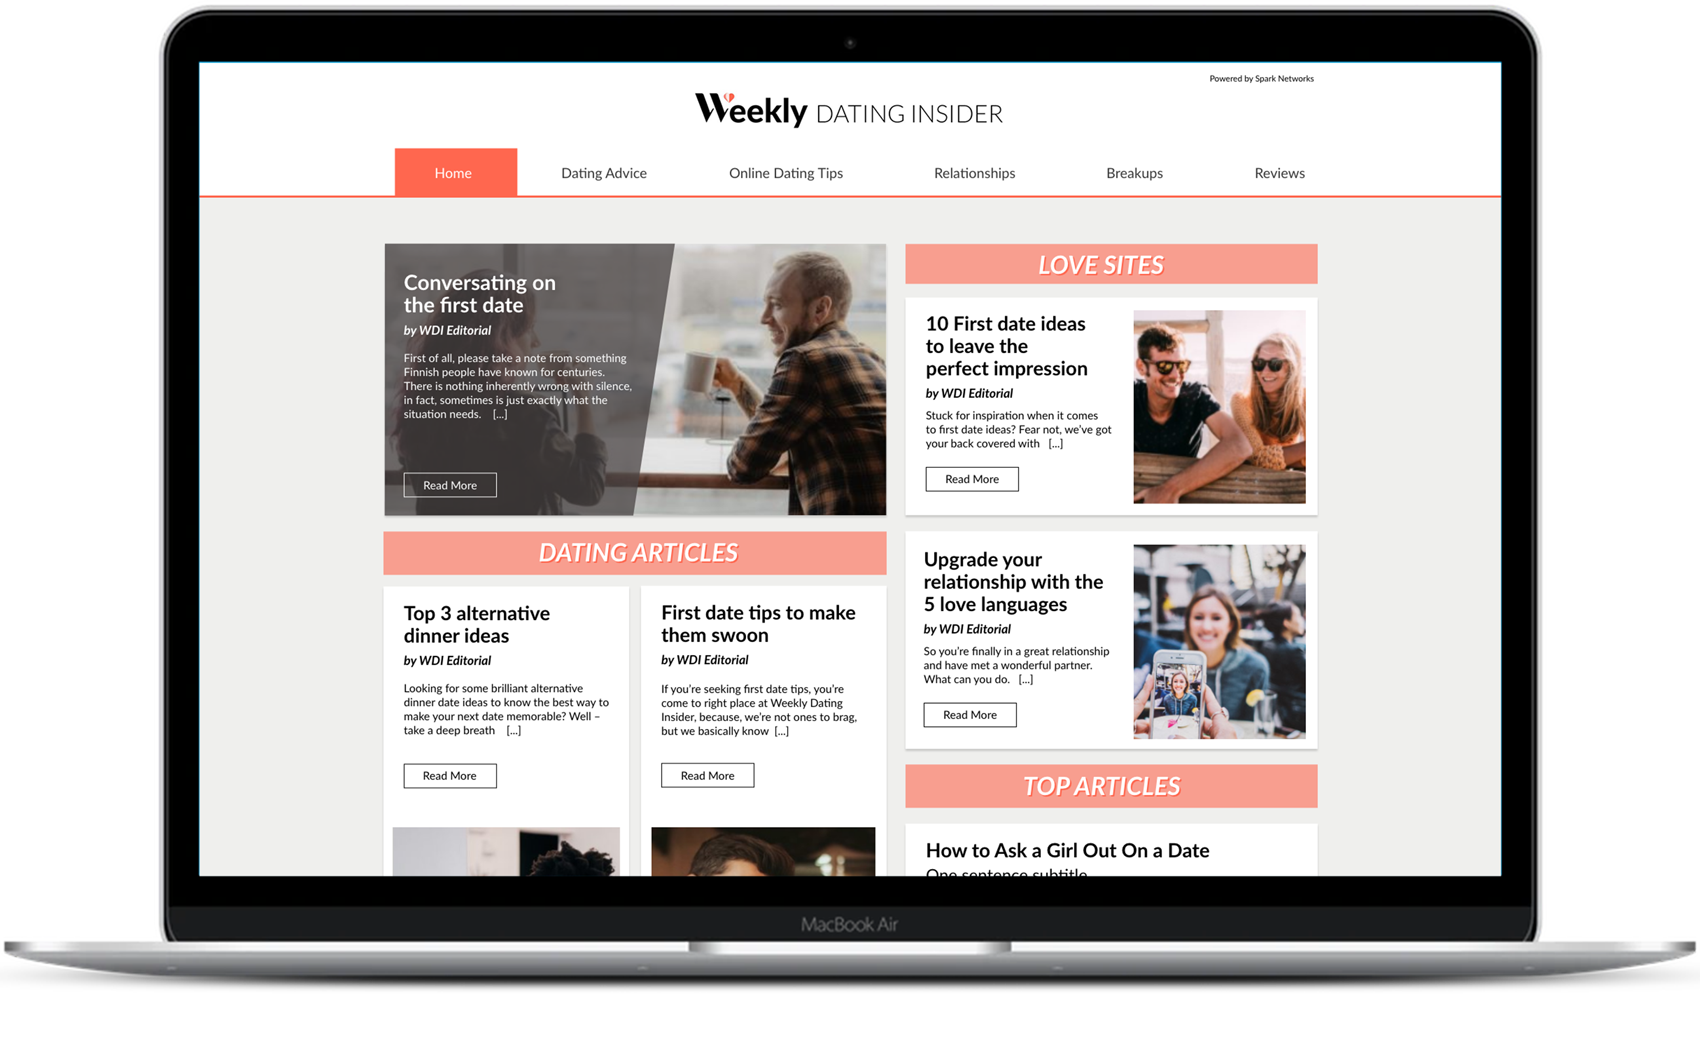 Powered by Spark Networks
Weekly DATING INSIDER
Home
Dating Advice
Online Dating Tips
Relationships
Breakups
Reviews
Conversating on
the first date
by WDI Editorial
First of all, please take a note from something
Finnish people have known for centuries.
There is nothing inherently wrong with silence,
in fact, sometimes is just exactly what the
situation needs. [...]
Read More
DATING ARTICLES
Top 3 alternative
dinner ideas
by WDI Editorial
Looking for some brilliant alternative
dinner date ideas to know the best way to
make your next date memorable? Well –
take a deep breath [...]
Read More
First date tips to make
them swoon
by WDI Editorial
If you're seeking first date tips, you're
come to right place at Weekly Dating
Insider, because, we're not ones to brag,
but we basically know [...]
Read More
LOVE SITES
10 First date ideas
to leave the
perfect impression
by WDI Editorial
Stuck for inspiration when it comes
to first date ideas? Fear not, we've got
your back covered with [...]
Read More
Upgrade your
relationship with the
5 love languages
by WDI Editorial
So you're finally in a great relationship
and have met a wonderful partner.
What can you do. [...]
Read More
TOP ARTICLES
How to Ask a Girl Out On a Date
One sentence subtitle
MacBook Air